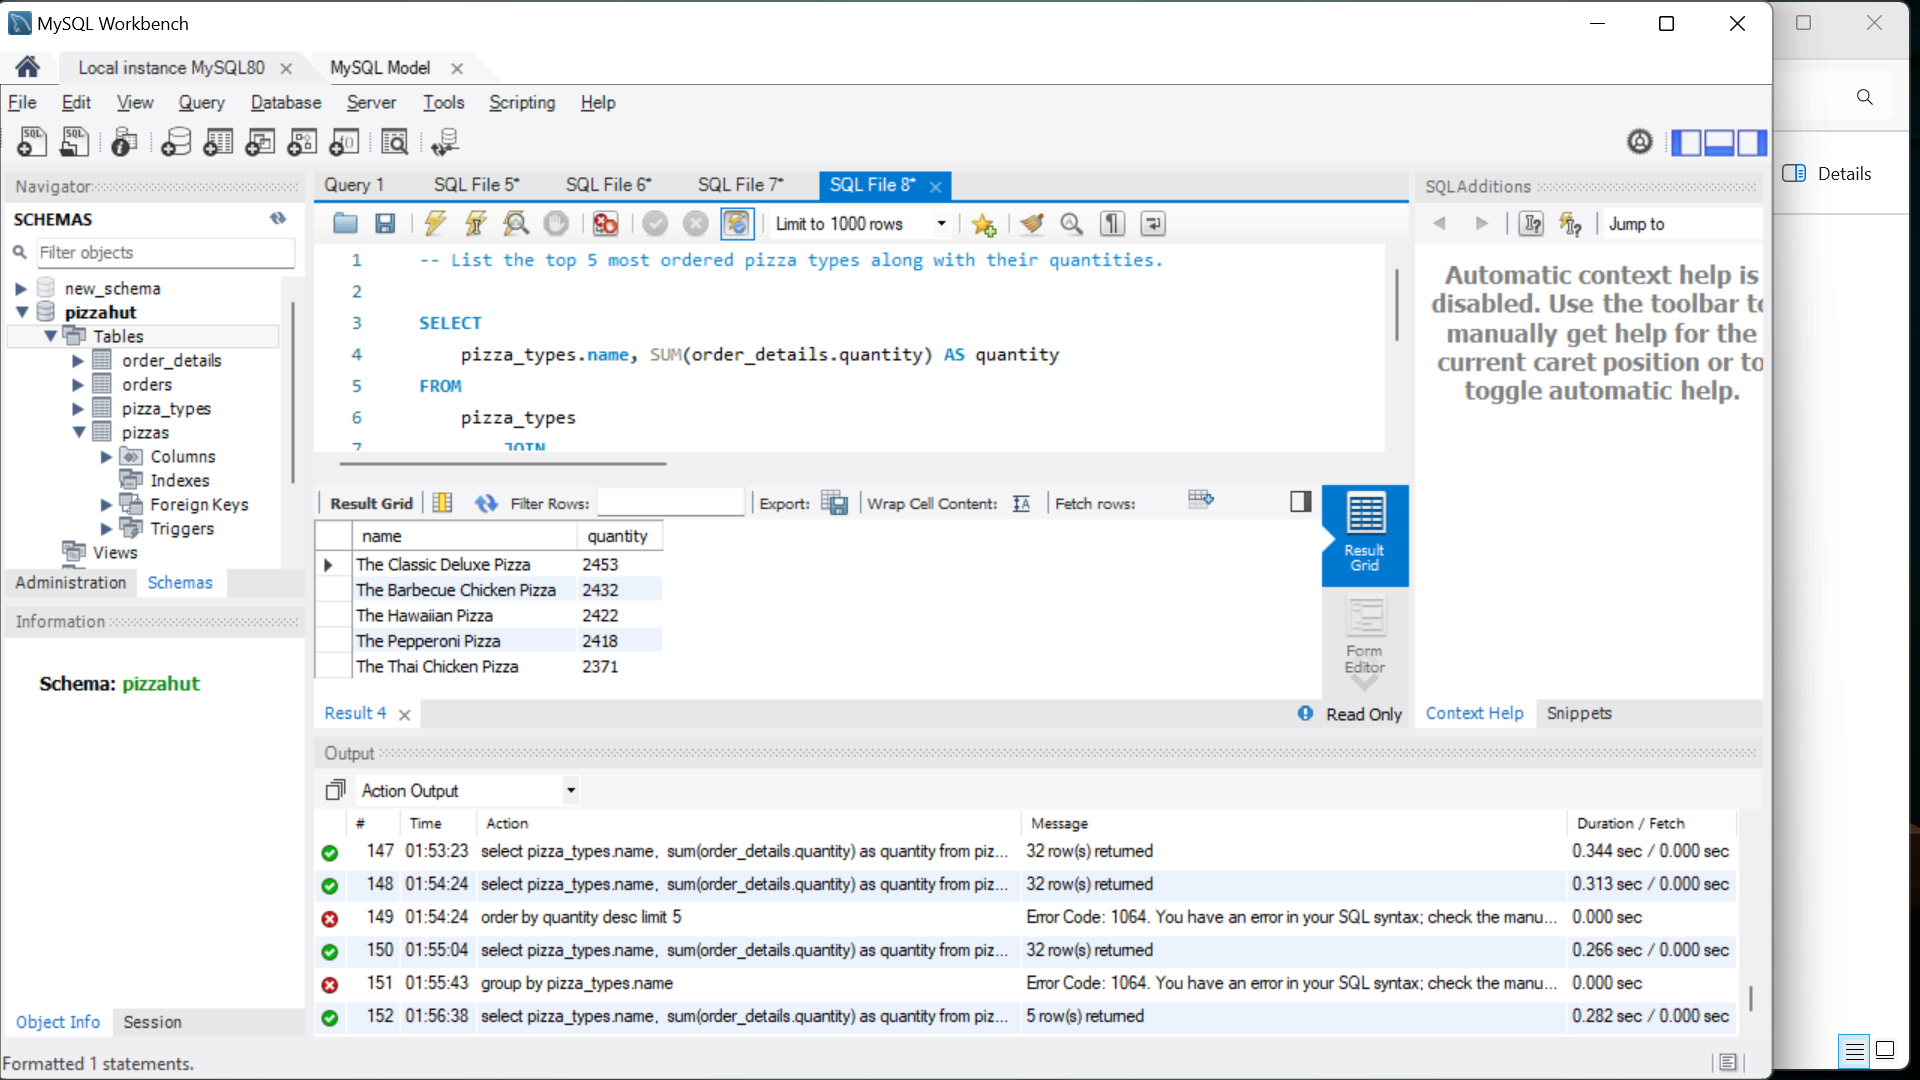 MySQL Workbench
Local instance MySQL80
MySQL Model
File Edit View Query Database Server Tools Scripting Help
Navigator
SCHEMAS
Filter objects
new_schema
pizzahut
Tables
order_details
orders
pizza_types
pizzas
Columns
Indexes
Foreign Keys
Triggers
Views
Administration Schemas
Information
Schema: pizzahut
Object Info Session
Query 1 SQL File 5* SQL File 6* SQL File 7* SQL File 8*
Limit to 1000 rows
1 -- List the top 5 most ordered pizza types along with their quantities.
2
3 SELECT
4 pizza_types.name, SUM(order_details.quantity) AS quantity
5 FROM
6 pizza_types
7 JOIN
Result Grid Filter Rows: Export: Wrap Cell Content: Fetch rows:
name quantity
The Classic Deluxe Pizza 2453
The Barbecue Chicken Pizza 2432
The Hawaiian Pizza 2422
The Pepperoni Pizza 2418
The Thai Chicken Pizza 2371
Result
Grid
Form
Editor
Result 4
Read Only
SQLAdditions
Jump to
Automatic context help is
disabled. Use the toolbar to
manually get help for the
current caret position or to
toggle automatic help.
Context Help Snippets
Details
Output
Action Output
# Time Action Message Duration / Fetch
147 01:53:23 select pizza_types.name, sum(order_details.quantity) as quantity from piz... 32 row(s) returned 0.344 sec / 0.000 sec
148 01:54:24 select pizza_types.name, sum(order_details.quantity) as quantity from piz... 32 row(s) returned 0.313 sec / 0.000 sec
149 01:54:24 order by quantity desc limit 5 Error Code: 1064. You have an error in your SQL syntax; check the manu... 0.000 sec
150 01:55:04 select pizza_types.name, sum(order_details.quantity) as quantity from piz... 32 row(s) returned 0.266 sec / 0.000 sec
151 01:55:43 group by pizza_types.name Error Code: 1064. You have an error in your SQL syntax; check the manu... 0.000 sec
152 01:56:38 select pizza_types.name, sum(order_details.quantity) as quantity from piz... 5 row(s) returned 0.282 sec / 0.000 sec
Formatted 1 statements.